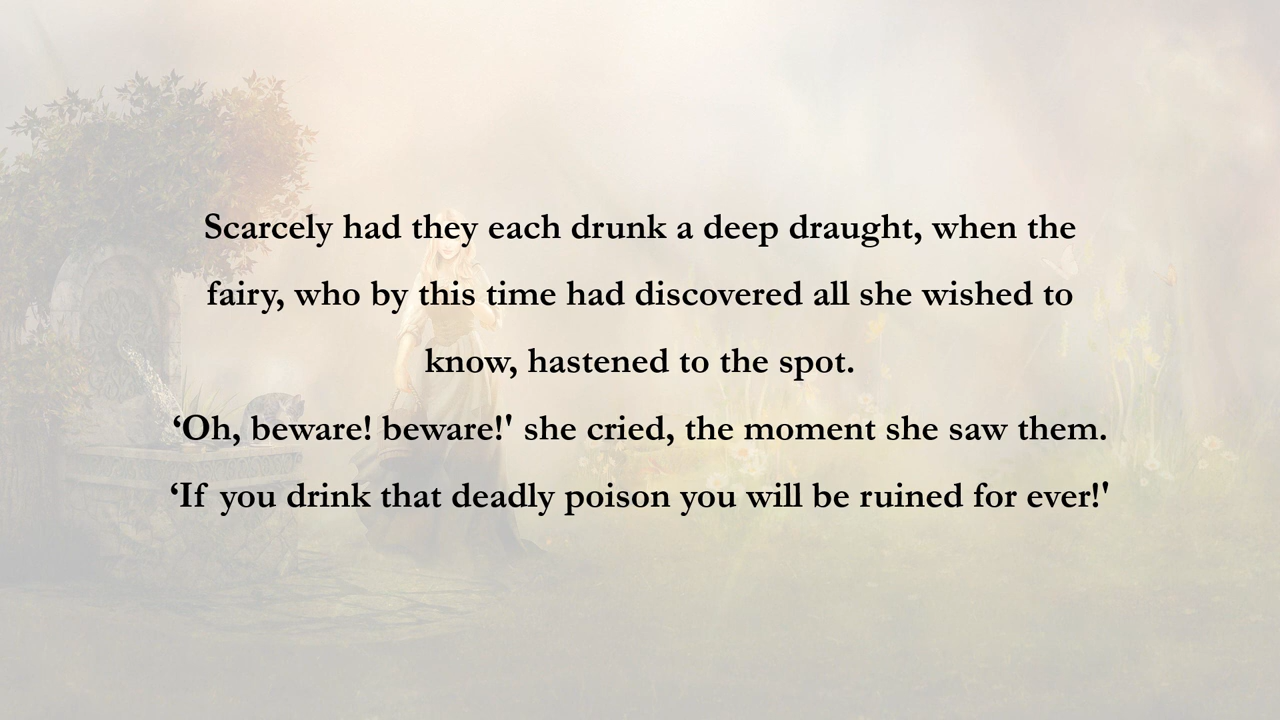 Scarcely had they each drunk a deep draught, when the
fairy, who by this time had discovered all she wished to
know, hastened to the spot.
‘Oh, beware! beware!' she cried, the moment she saw them.
‘If you drink that deadly poison you will be ruined for ever!'